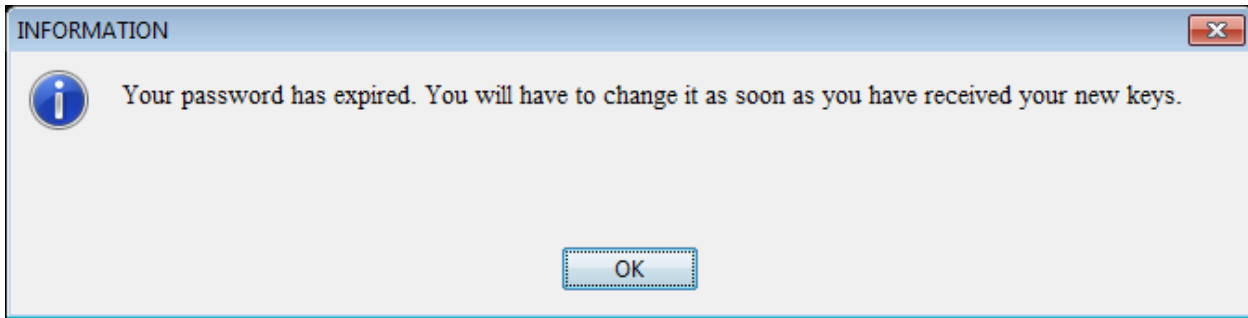 INFORMATION
Your password has expired. You will have to change it as soon as you have received your new keys.
OK